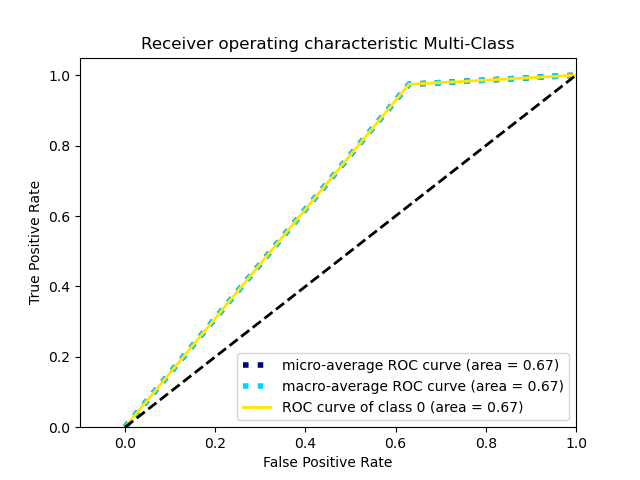 Receiver operating characteristic Multi-Class
1.0
0.8
0.6
0.4
0.2
0.0
True Positive Rate
micro-average ROC curve (area = 0.67)
macro-average ROC curve (area = 0.67)
ROC curve of class 0 (area = 0.67)
0.0 0.2 0.4 0.6 0.8 1.0
False Positive Rate